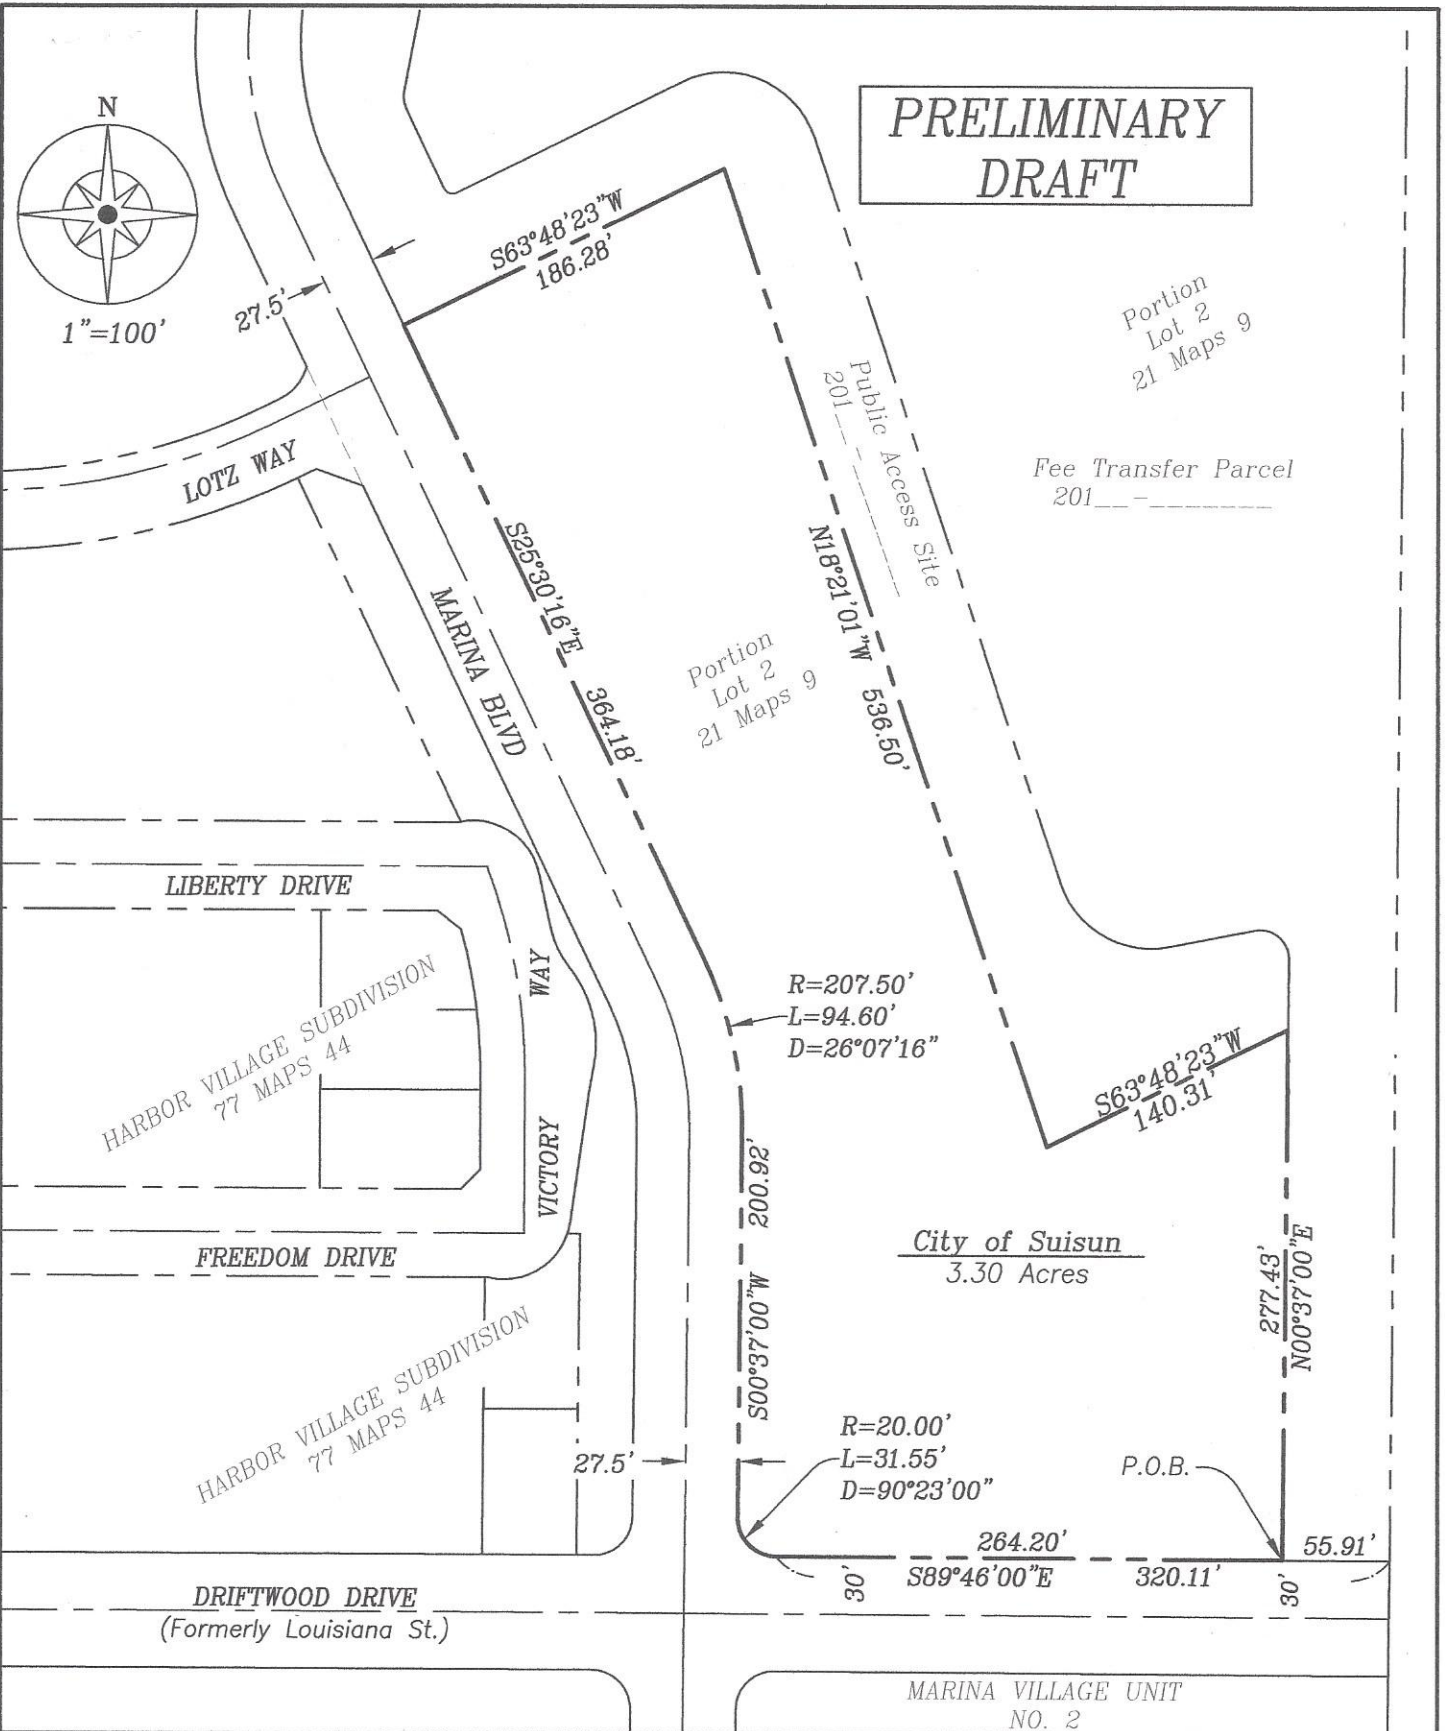 PRELIMINARY
DRAFT
N
1"=100'
S63°48'23"W
186.28'
27.5'
Portion
Lot 2
21 Maps 9
Public Access Site
201__-_______
Fee Transfer Parcel
201__-_______
LOTZ WAY
S25°30'16"E 364.18'
N18°21'01"W 536.50'
MARINA BLVD
Portion
Lot 2
21 Maps 9
LIBERTY DRIVE
HARBOR VILLAGE SUBDIVISION
77 MAPS 44
VICTORY WAY
R=207.50'
L=94.60'
D=26°07'16"
S63°48'23"W
140.31'
S00°37'00"W 200.92'
City of Suisun
3.30 Acres
277.43'
N00°37'00"E
FREEDOM DRIVE
HARBOR VILLAGE SUBDIVISION
77 MAPS 44
27.5'
R=20.00'
L=31.55'
D=90°23'00"
P.O.B.
264.20'
55.91'
30'
S89°46'00"E
320.11'
30'
DRIFTWOOD DRIVE
(Formerly Louisiana St.)
MARINA VILLAGE UNIT
NO. 2